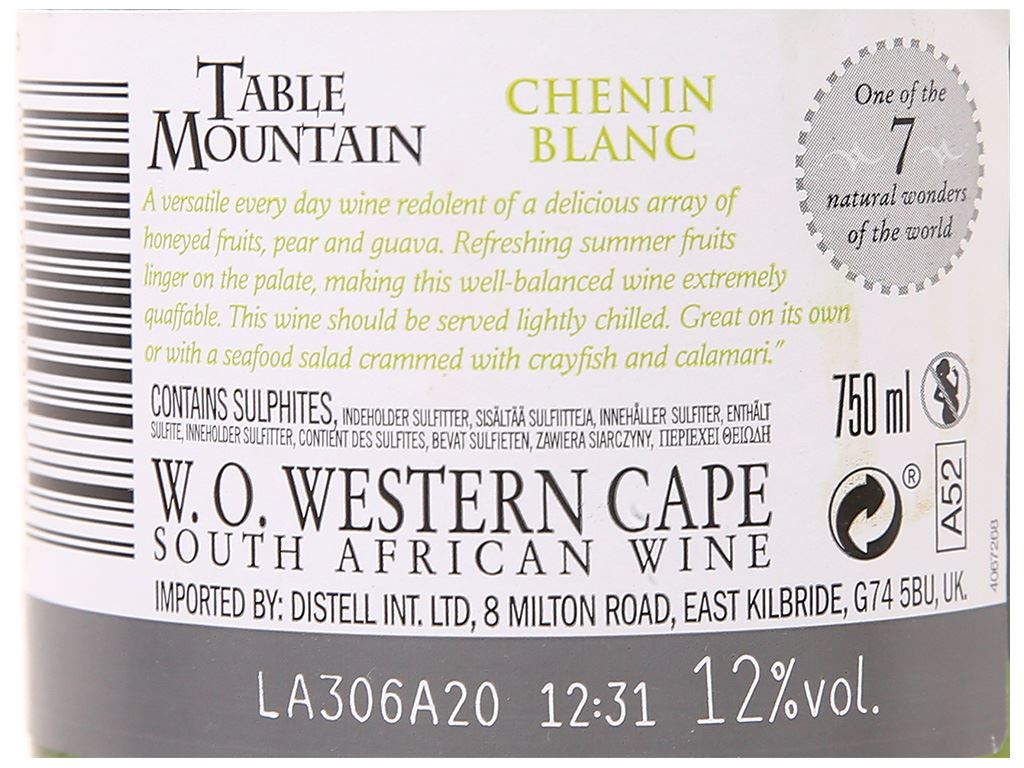 TABLE
MOUNTAIN
CHENIN
BLANC
One of the
7
natural wonders
of the world
A versatile every day wine redolent of a delicious array of
honeyed fruits, pear and guava. Refreshing summer fruits
linger on the palate, making this well-balanced wine extremely
quaffable. This wine should be served lightly chilled. Great on its own
or with a seafood salad crammed with crayfish and calamari."
CONTAINS SULPHITES, INDEHOLDER SULFITTER, SISÄLTÄÄ SULFIITTEJA, INNEHÅLLER SULFITER, ENTHÄLT
SULFITE, INNEHOLDER SULFITTER, CONTIENT DES SULFITES, BEVAT SULFIETEN, ZAWIERA SIARCZYNY, ΠΕΡΙΕΧΕΙ ΘΕΙΩΔΗ
750 ml
W. O. WESTERN CAPE
SOUTH AFRICAN WINE
®
A52
4067268
IMPORTED BY: DISTELL INT. LTD, 8 MILTON ROAD, EAST KILBRIDE, G74 5BU, UK.
LA306A20 12:31 12%vol.